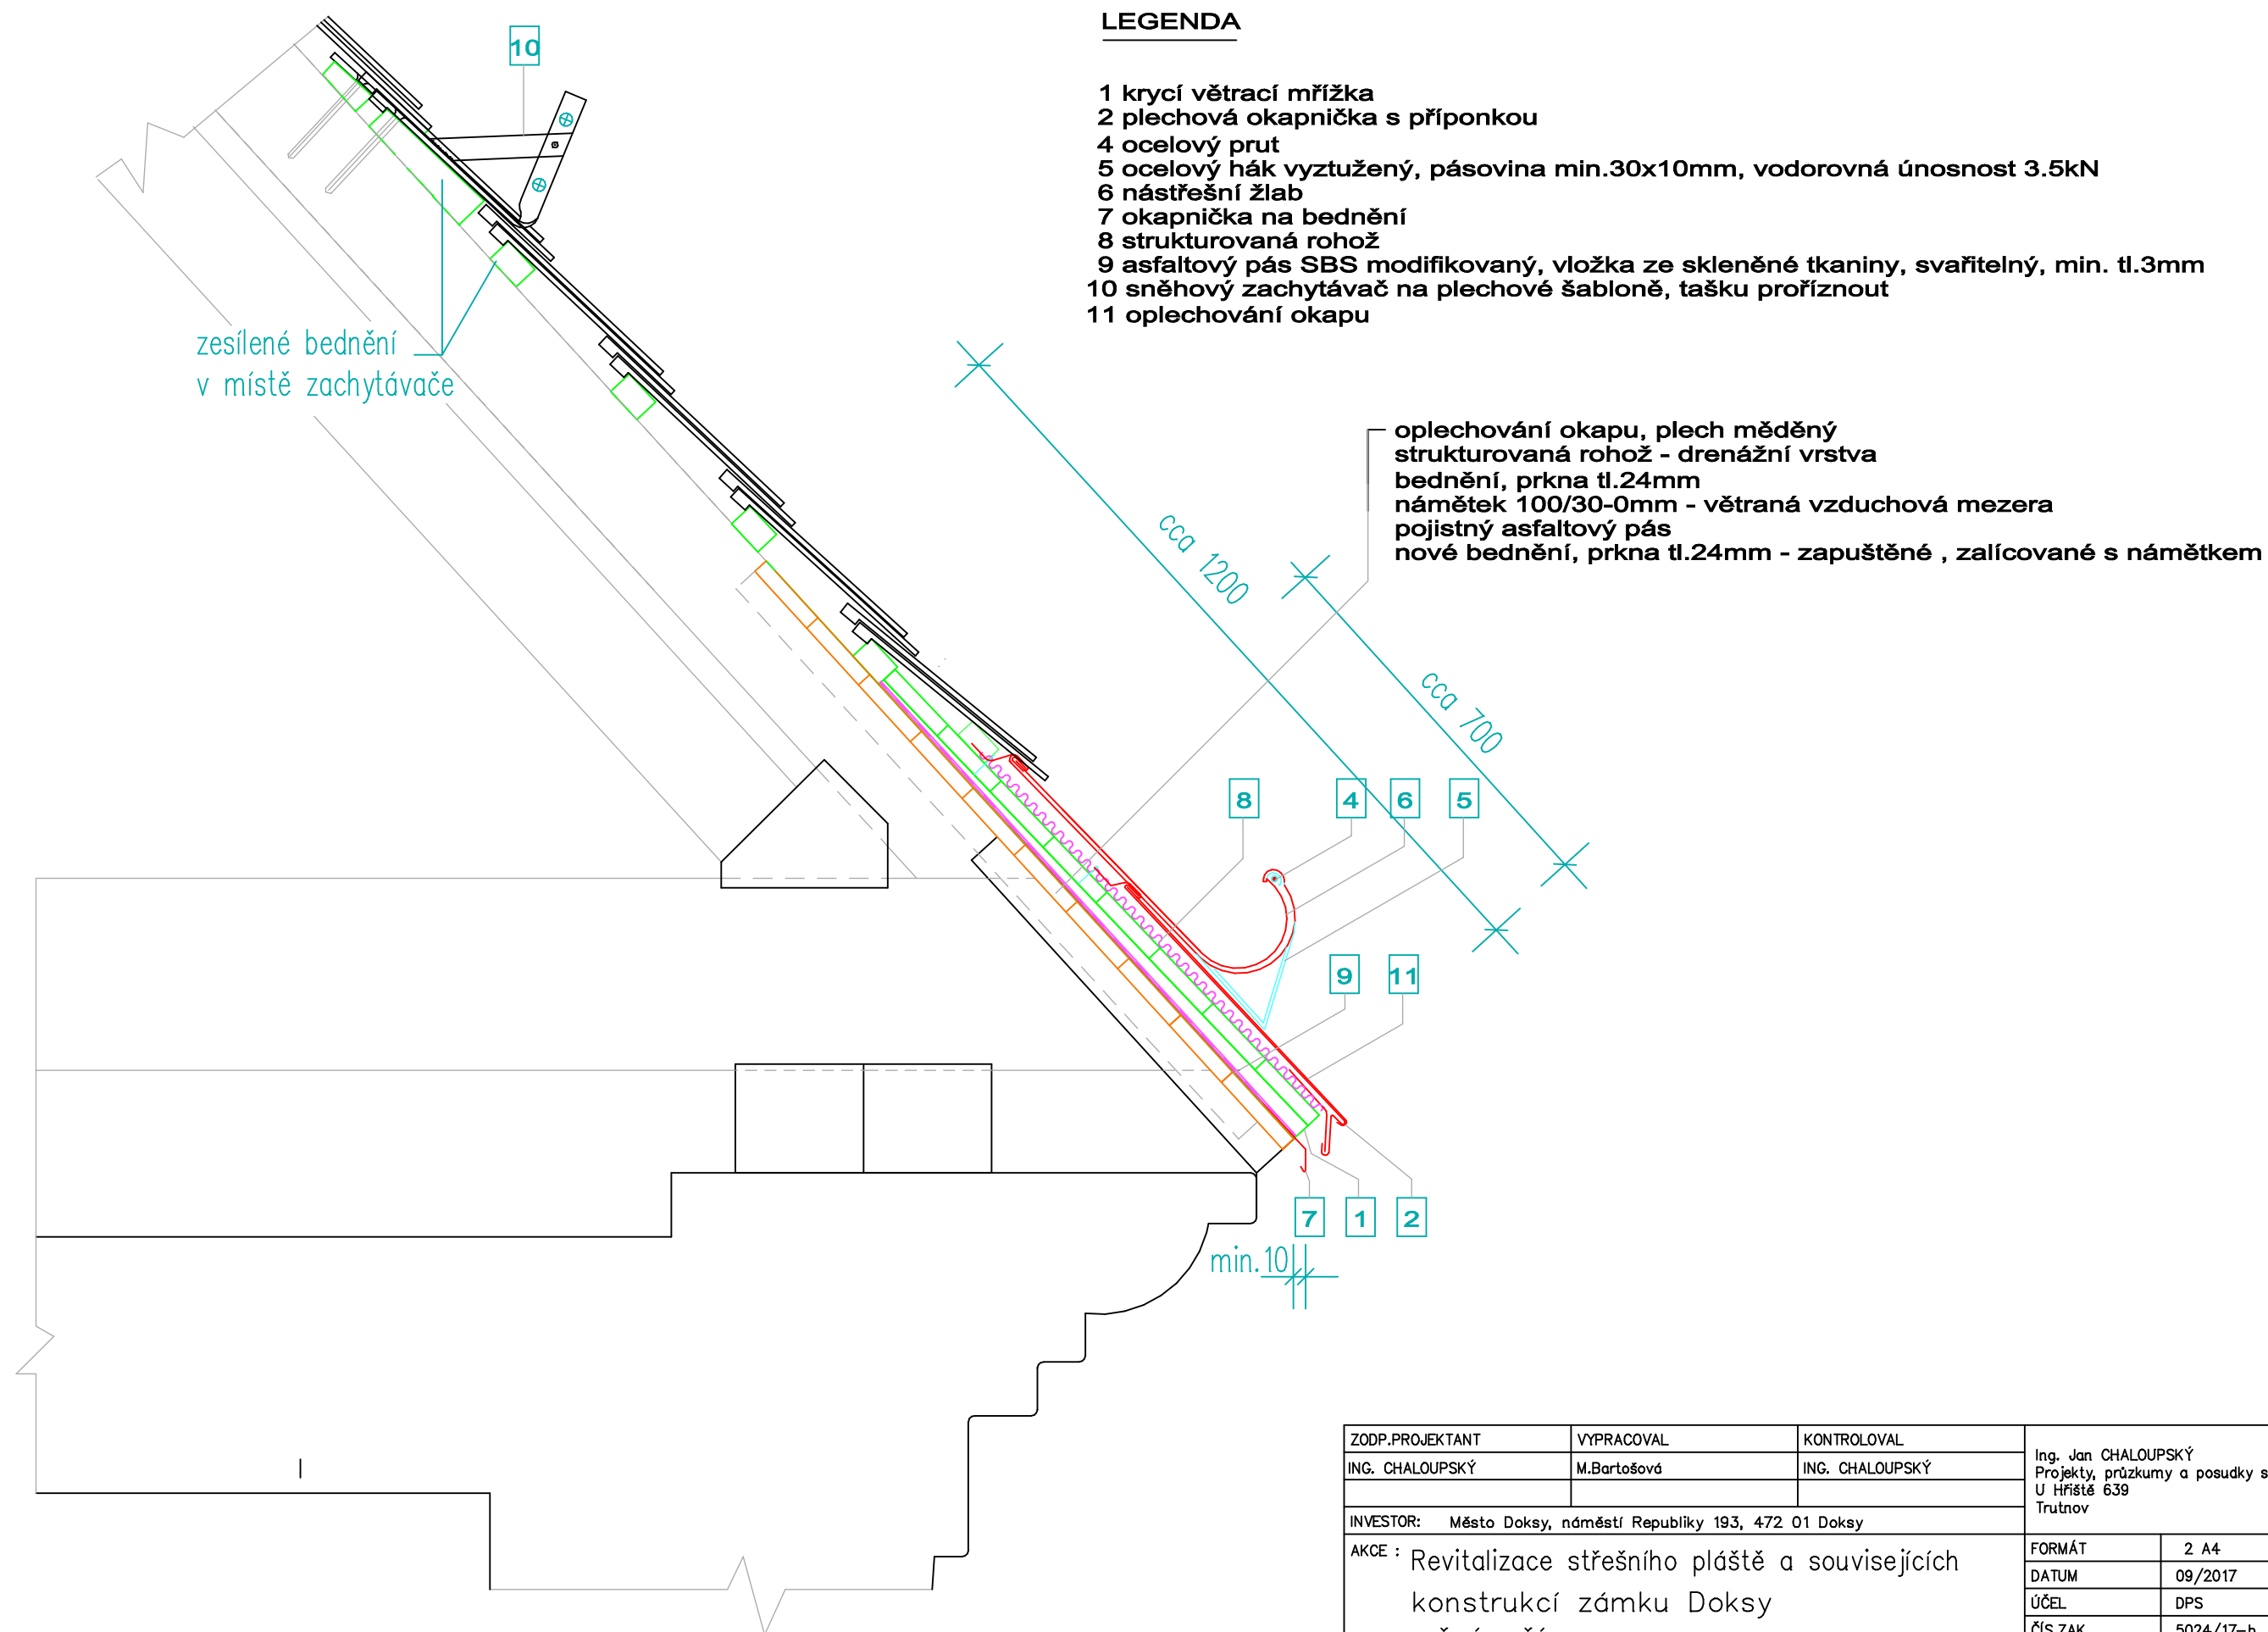 LEGENDA
1 krycí větrací mřížka
2 plechová okapnička s příponkou
4 ocelový prut
5 ocelový hák vyztužený, pásovina min.30x10mm, vodorovná únosnost 3.5kN
6 nástřešní žlab
7 okapnička na bednění
8 strukturovaná rohož
9 asfaltový pás SBS modifikovaný, vložka ze skleněné tkaniny, svařitelný, min. tl.3mm
10 sněhový zachytávač na plechové šabloně, tašku proříznout
11 oplechování okapu
10
zesílené bednění
v místě zachytávače
oplechování okapu, plech měděný
strukturovaná rohož - drenážní vrstva
bednění, prkna tl.24mm
námětek 100/30-0mm - větraná vzduchová mezera
pojistný asfaltový pás
nové bednění, prkna tl.24mm - zapuštěné , zalícované s námětkem
cca 1200
cca 700
8
4
6
5
9
11
7
1
2
min.10
ZODP.PROJEKTANT
VYPRACOVAL
KONTROLOVAL
ING. CHALOUPSKÝ
M.Bartošová
ING. CHALOUPSKÝ
Ing. Jan CHALOUPSKÝ
Projekty, průzkumy a posudky s
U Hřiště 639
Trutnov
INVESTOR: Město Doksy, náměstí Republiky 193, 472 01 Doksy
AKCE : Revitalizace střešního pláště a souvisejících
konstrukcí zámku Doksy
FORMÁT 2 A4
DATUM 09/2017
ÚČEL DPS
ČÍS.ZAK. 5024/17-b